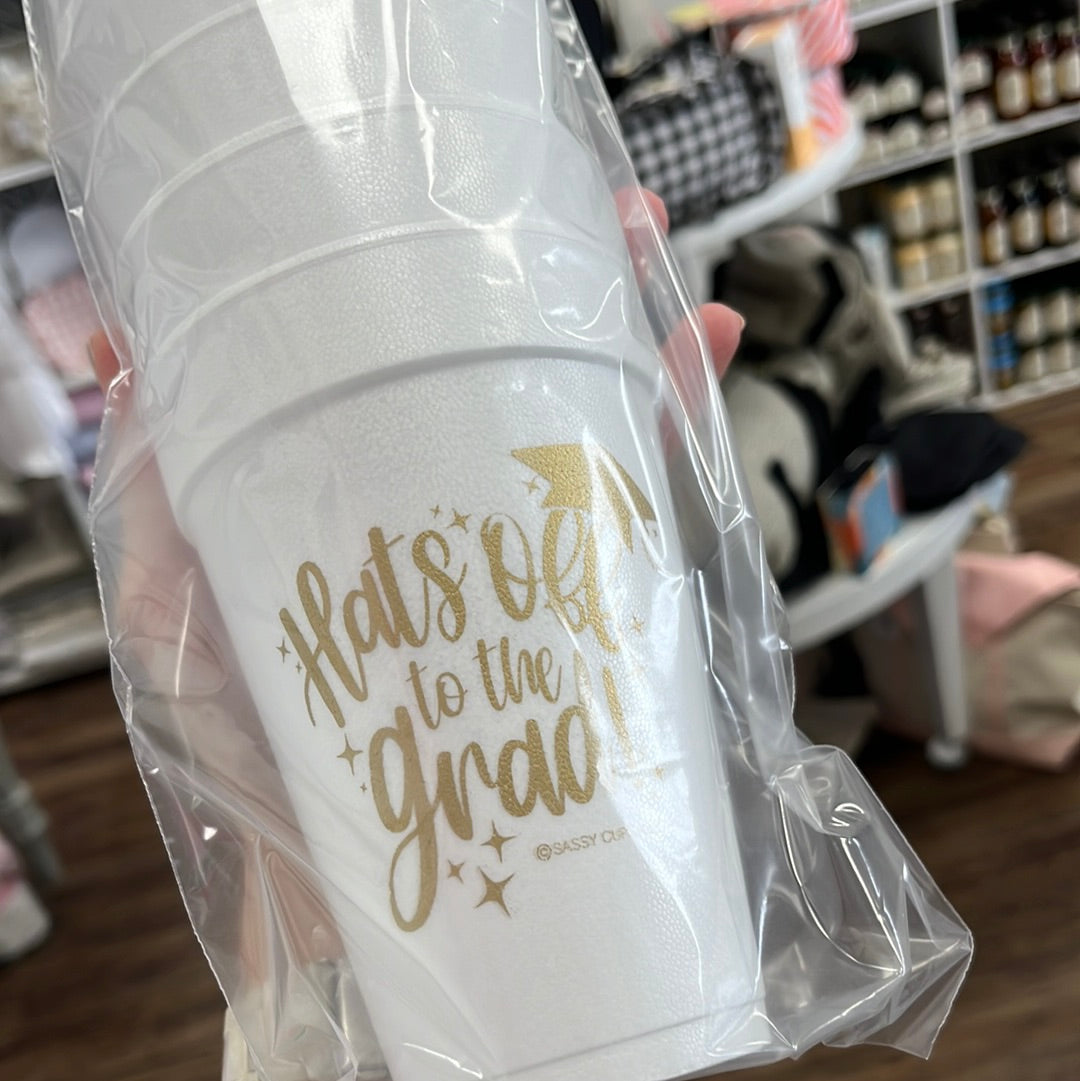 Hats Off
to the
grad!
©SASSY CUP